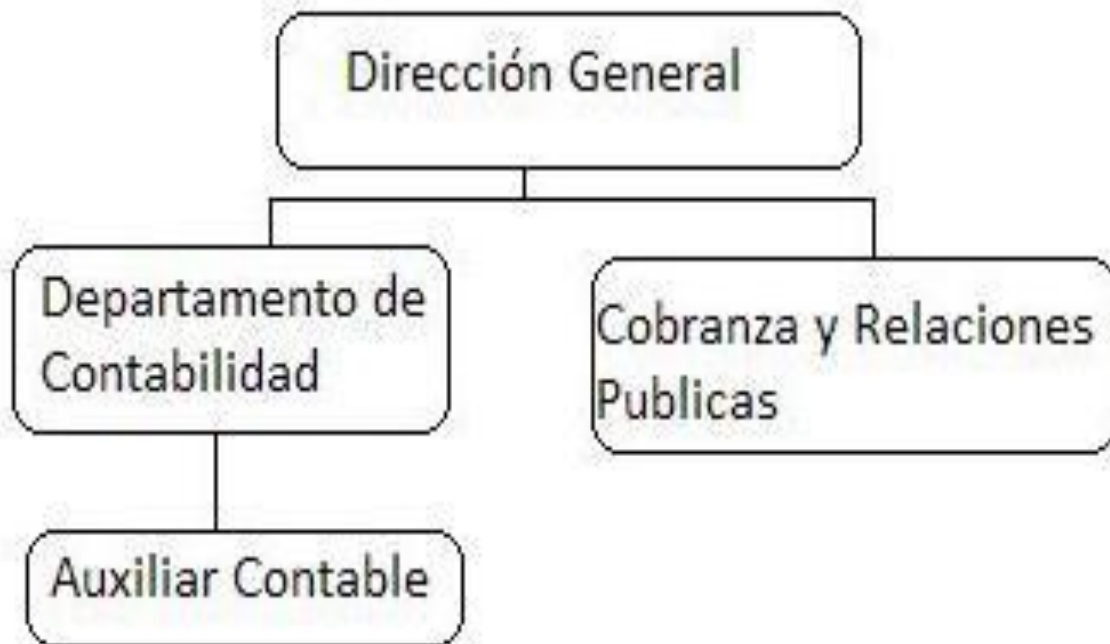 Dirección General
Departamento de
Contabilidad
Cobranza y Relaciones
Publicas
Auxiliar Contable